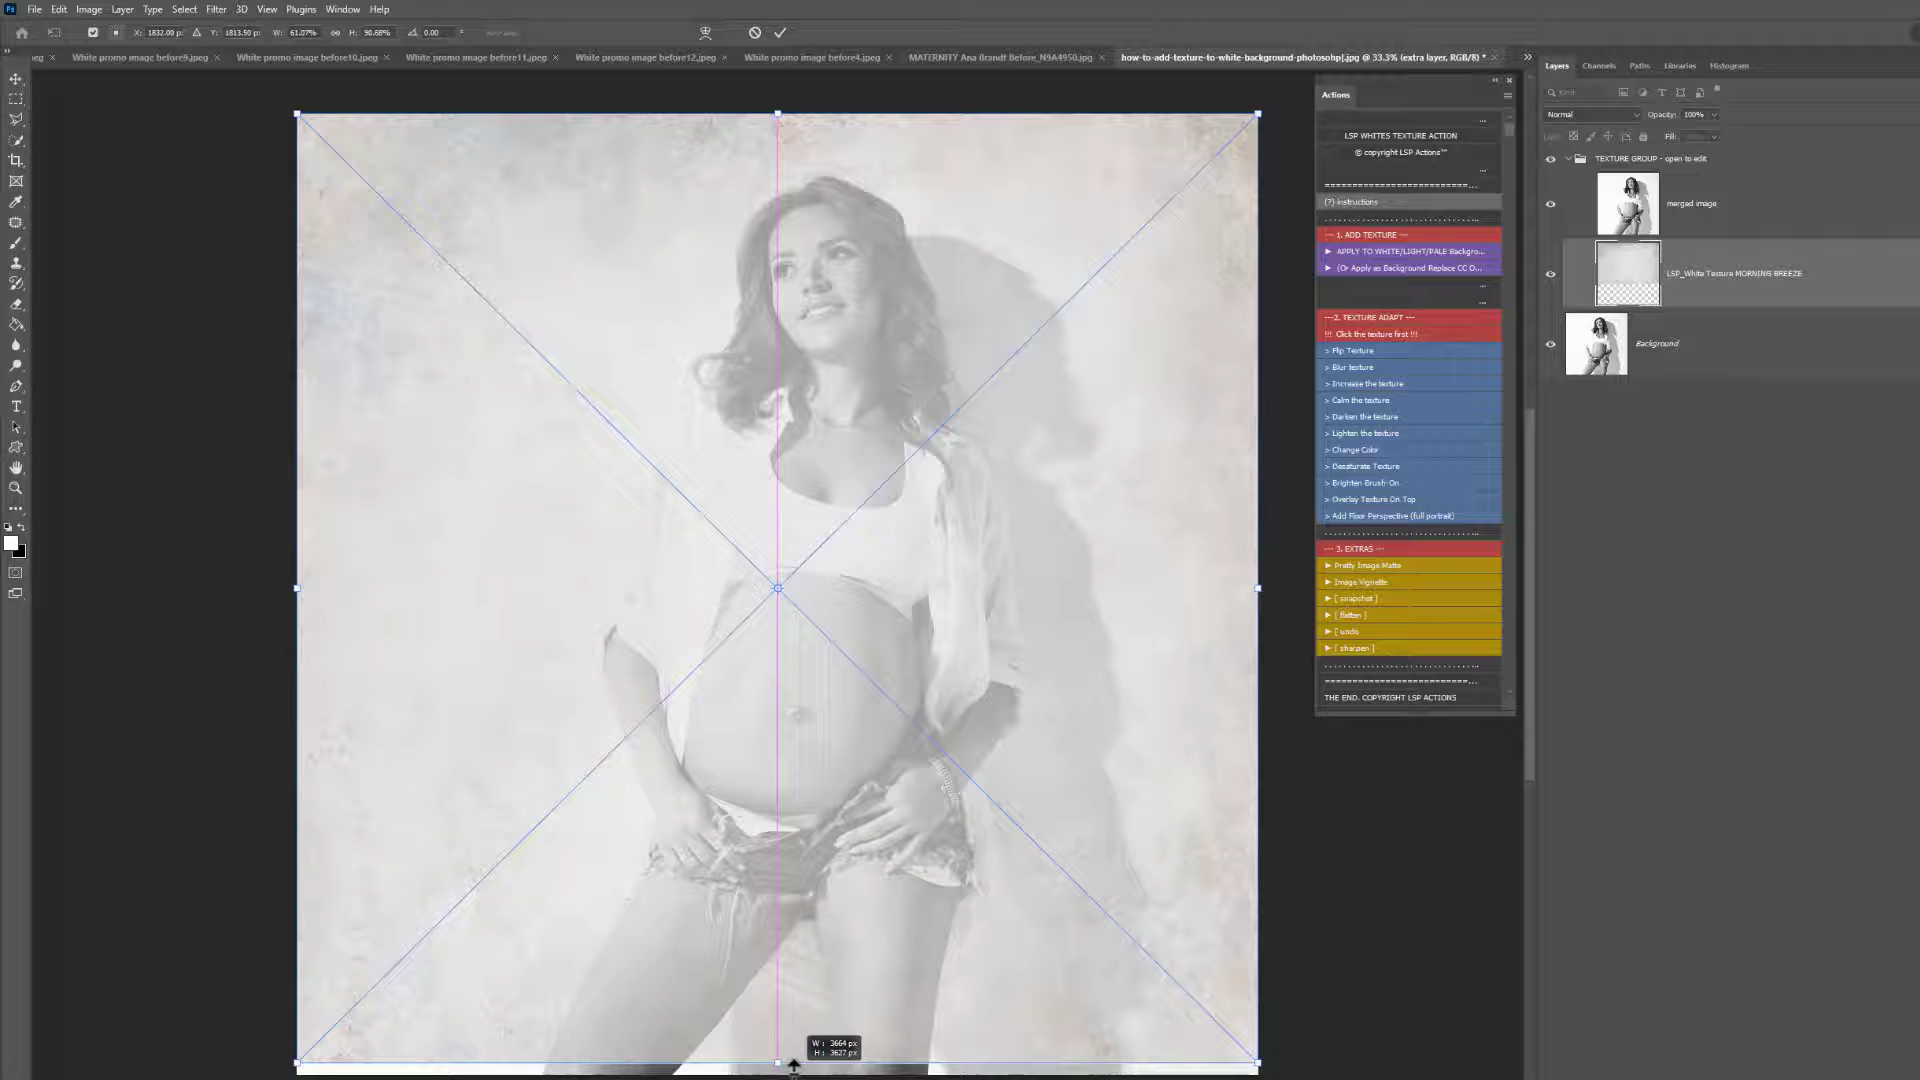 Ps File Edit Image Layer Type Select Filter 3D View Plugins Window Help
X: 1832.00 px Y: 1813.50 px W: 61.07% H: 90.68% 0.00 °
eg × White promo image before9.jpeg × White promo image before10.jpeg × White promo image before11.jpeg × White promo image before12.jpeg × White promo image before4.jpeg × MATERNITY Ana Brandt Before_N9A4950.jpg × how-to-add-texture-to-white-background-photosohp[.jpg @ 33.3% (extra layer, RGB/8) * ×
Layers Channels Paths Libraries Histogram
Kind
Normal Opacity: 100%
Fill:
TEXTURE GROUP - open to edit
merged image
LSP_White Texture MORNING BREEZE
Background
Actions
...
LSP WHITES TEXTURE ACTION
© copyright LSP Actions™
...
==========================...
{?} instructions
--- 1. ADD TEXTURE ---
APPLY TO WHITE/LIGHT/PALE Backgro...
(Or Apply as Background Replace CC O...
...
...
---2. TEXTURE ADAPT ---
!!! Click the texture first !!!
> Flip Texture
> Blur texture
> Increase the texture
> Calm the texture
> Darken the texture
> Lighten the texture
> Change Color
> Desaturate Texture
> Brighten Brush-On
> Overlay Texture On Top
> Add Floor Perspective (full portrait)
--- 3. EXTRAS ---
Pretty Image Matte
Image Vignette
[ snapshot ]
[ flatten ]
[ undo
[ sharpen ]
==========================...
THE END. COPYRIGHT LSP ACTIONS
W : 3664 px
H : 3627 px